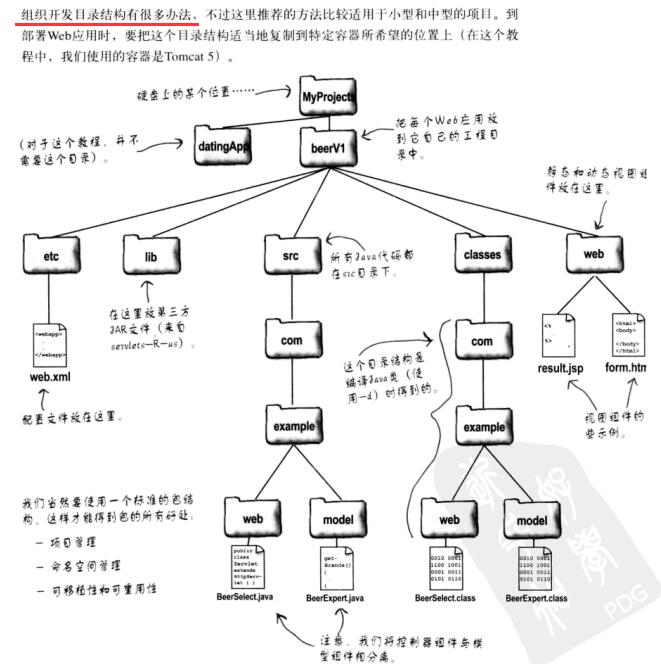 组织开发目录结构有很多办法，不过这里推荐的方法比较适用于小型和中型的项目。到
部署Web应用时，要把这个目录结构适当地复制到特定容器所希望的位置上（在这个教
程中，我们使用的容器是Tomcat 5）。
硬盘上的某个位置……
MyProjects
（对于这个教程，并不
需要这个目录）。
datingApp
beerV1
把每个Web应用放
到它自己的工程目
录中。
静态和动态视图组
件放在这里。
etc
lib
src
所有Java代码都
在src目录下。
classes
web
在这里放第三方
JAR文件（来自
servlets-R-us）。
<webapp>
</webapp>
web.xml
配置文件放在这里。
com
这个目录结构是
编译Java类（使
用-d）时得到的。
com
<%
%>
result.jsp
<html>
<body>
</body>
</html>
form.htm
视图组件的
些示例。
example
example
我们当然要使用一个标准的包结
构，这样才能得到包的所有好处：
— 项目管理
— 命名空间管理
— 可移植性和可重用性
web
model
web
model
public
class
Servlet
extends
HttpServ-
let { }
BeerSelect.java
get-
Brands()
{
}
BeerExpert.java
0010 0001
1100 1001
0001 0011
0101 0110
BeerSelect.class
0010 0001
1100 1001
0001 0011
0101 0110
BeerExpert.class
注意，我们将控制器组件与模
型组件相分离。
PDG